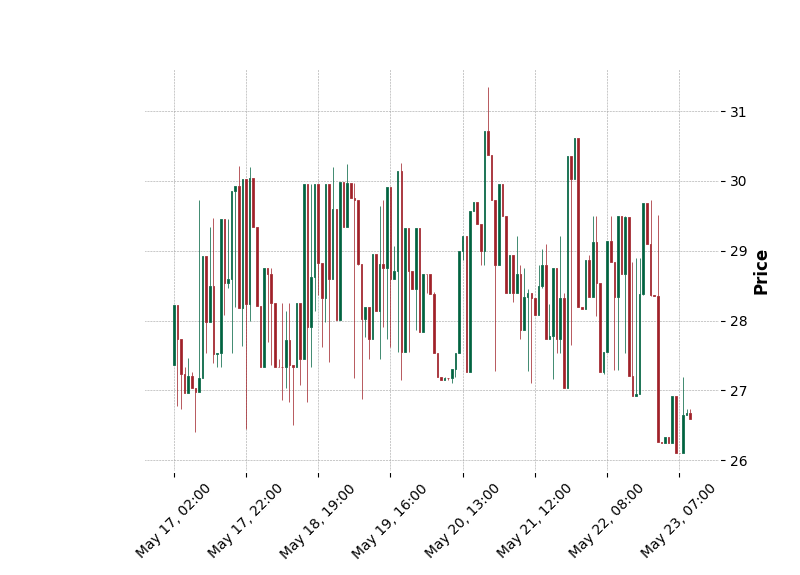 31
30
29
28
27
26
Price
May 17, 02:00
May 17, 22:00
May 18, 19:00
May 19, 16:00
May 20, 13:00
May 21, 12:00
May 22, 08:00
May 23, 07:00